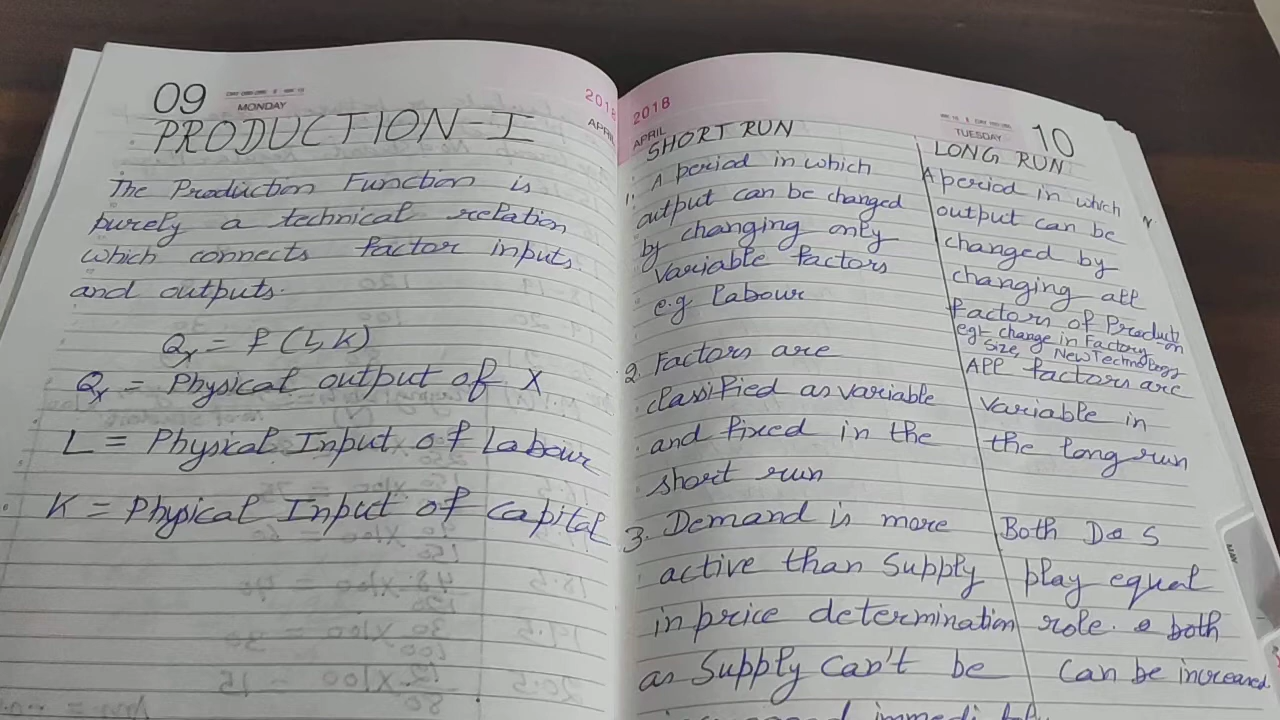 09
MONDAY
2018
APRI
PRODUCTION-I
The Production Function is
purely a technical relation
which connects factor inputs
and outputs.
Qx = f (L, K)
Qx = Physical output of X
L = Physical Input of Labour
K = Physical Input of capital
2018
APRIL
SHORT RUN
1. A period in which
output can be changed
by changing only
Variable factors
e.g Labour
2. Factors are
classified as variable
and fixed in the
short run
3. Demand is more
active than Supply
in price determination
as Supply can't be
TUESDAY
10
LONG RUN
A period in which
output can be
changed by
changing all
factors of Production
eg:- change in Factory
Size, New Technology
All factors are
variable in
the long run
Both D & S
play equal
role. both
can be increased
MAY